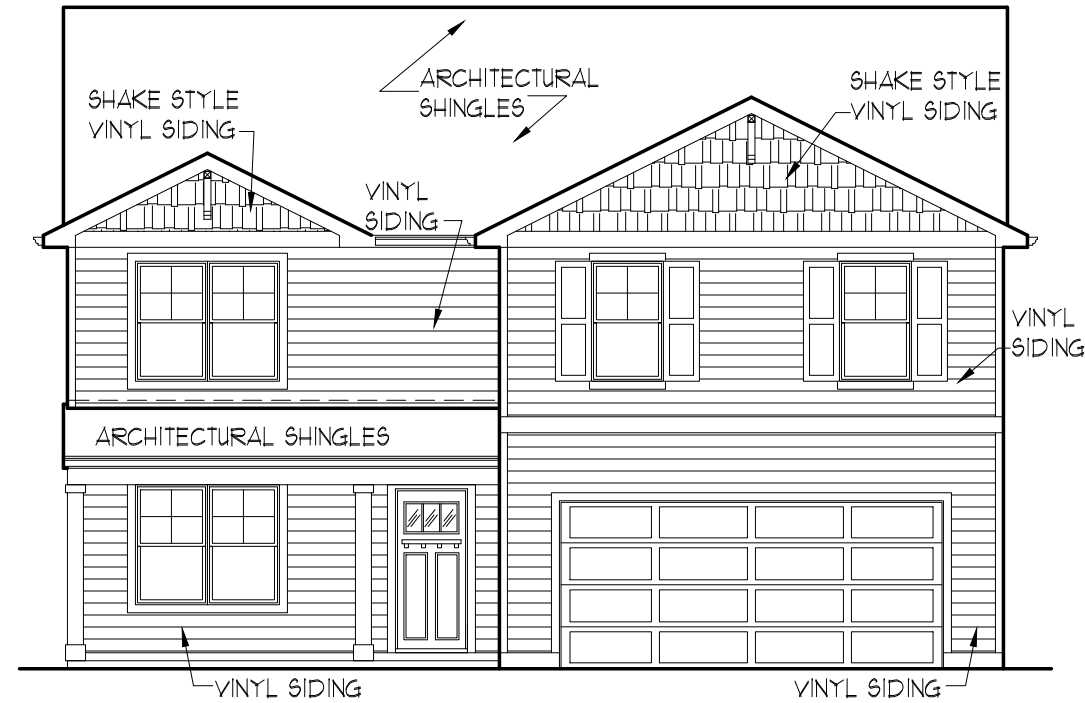 ARCHITECTURAL
SHINGLES
SHAKE STYLE
VINYL SIDING
SHAKE STYLE
VINYL SIDING
VINYL
SIDING
VINYL
SIDING
ARCHITECTURAL SHINGLES
VINYL SIDING
VINYL SIDING